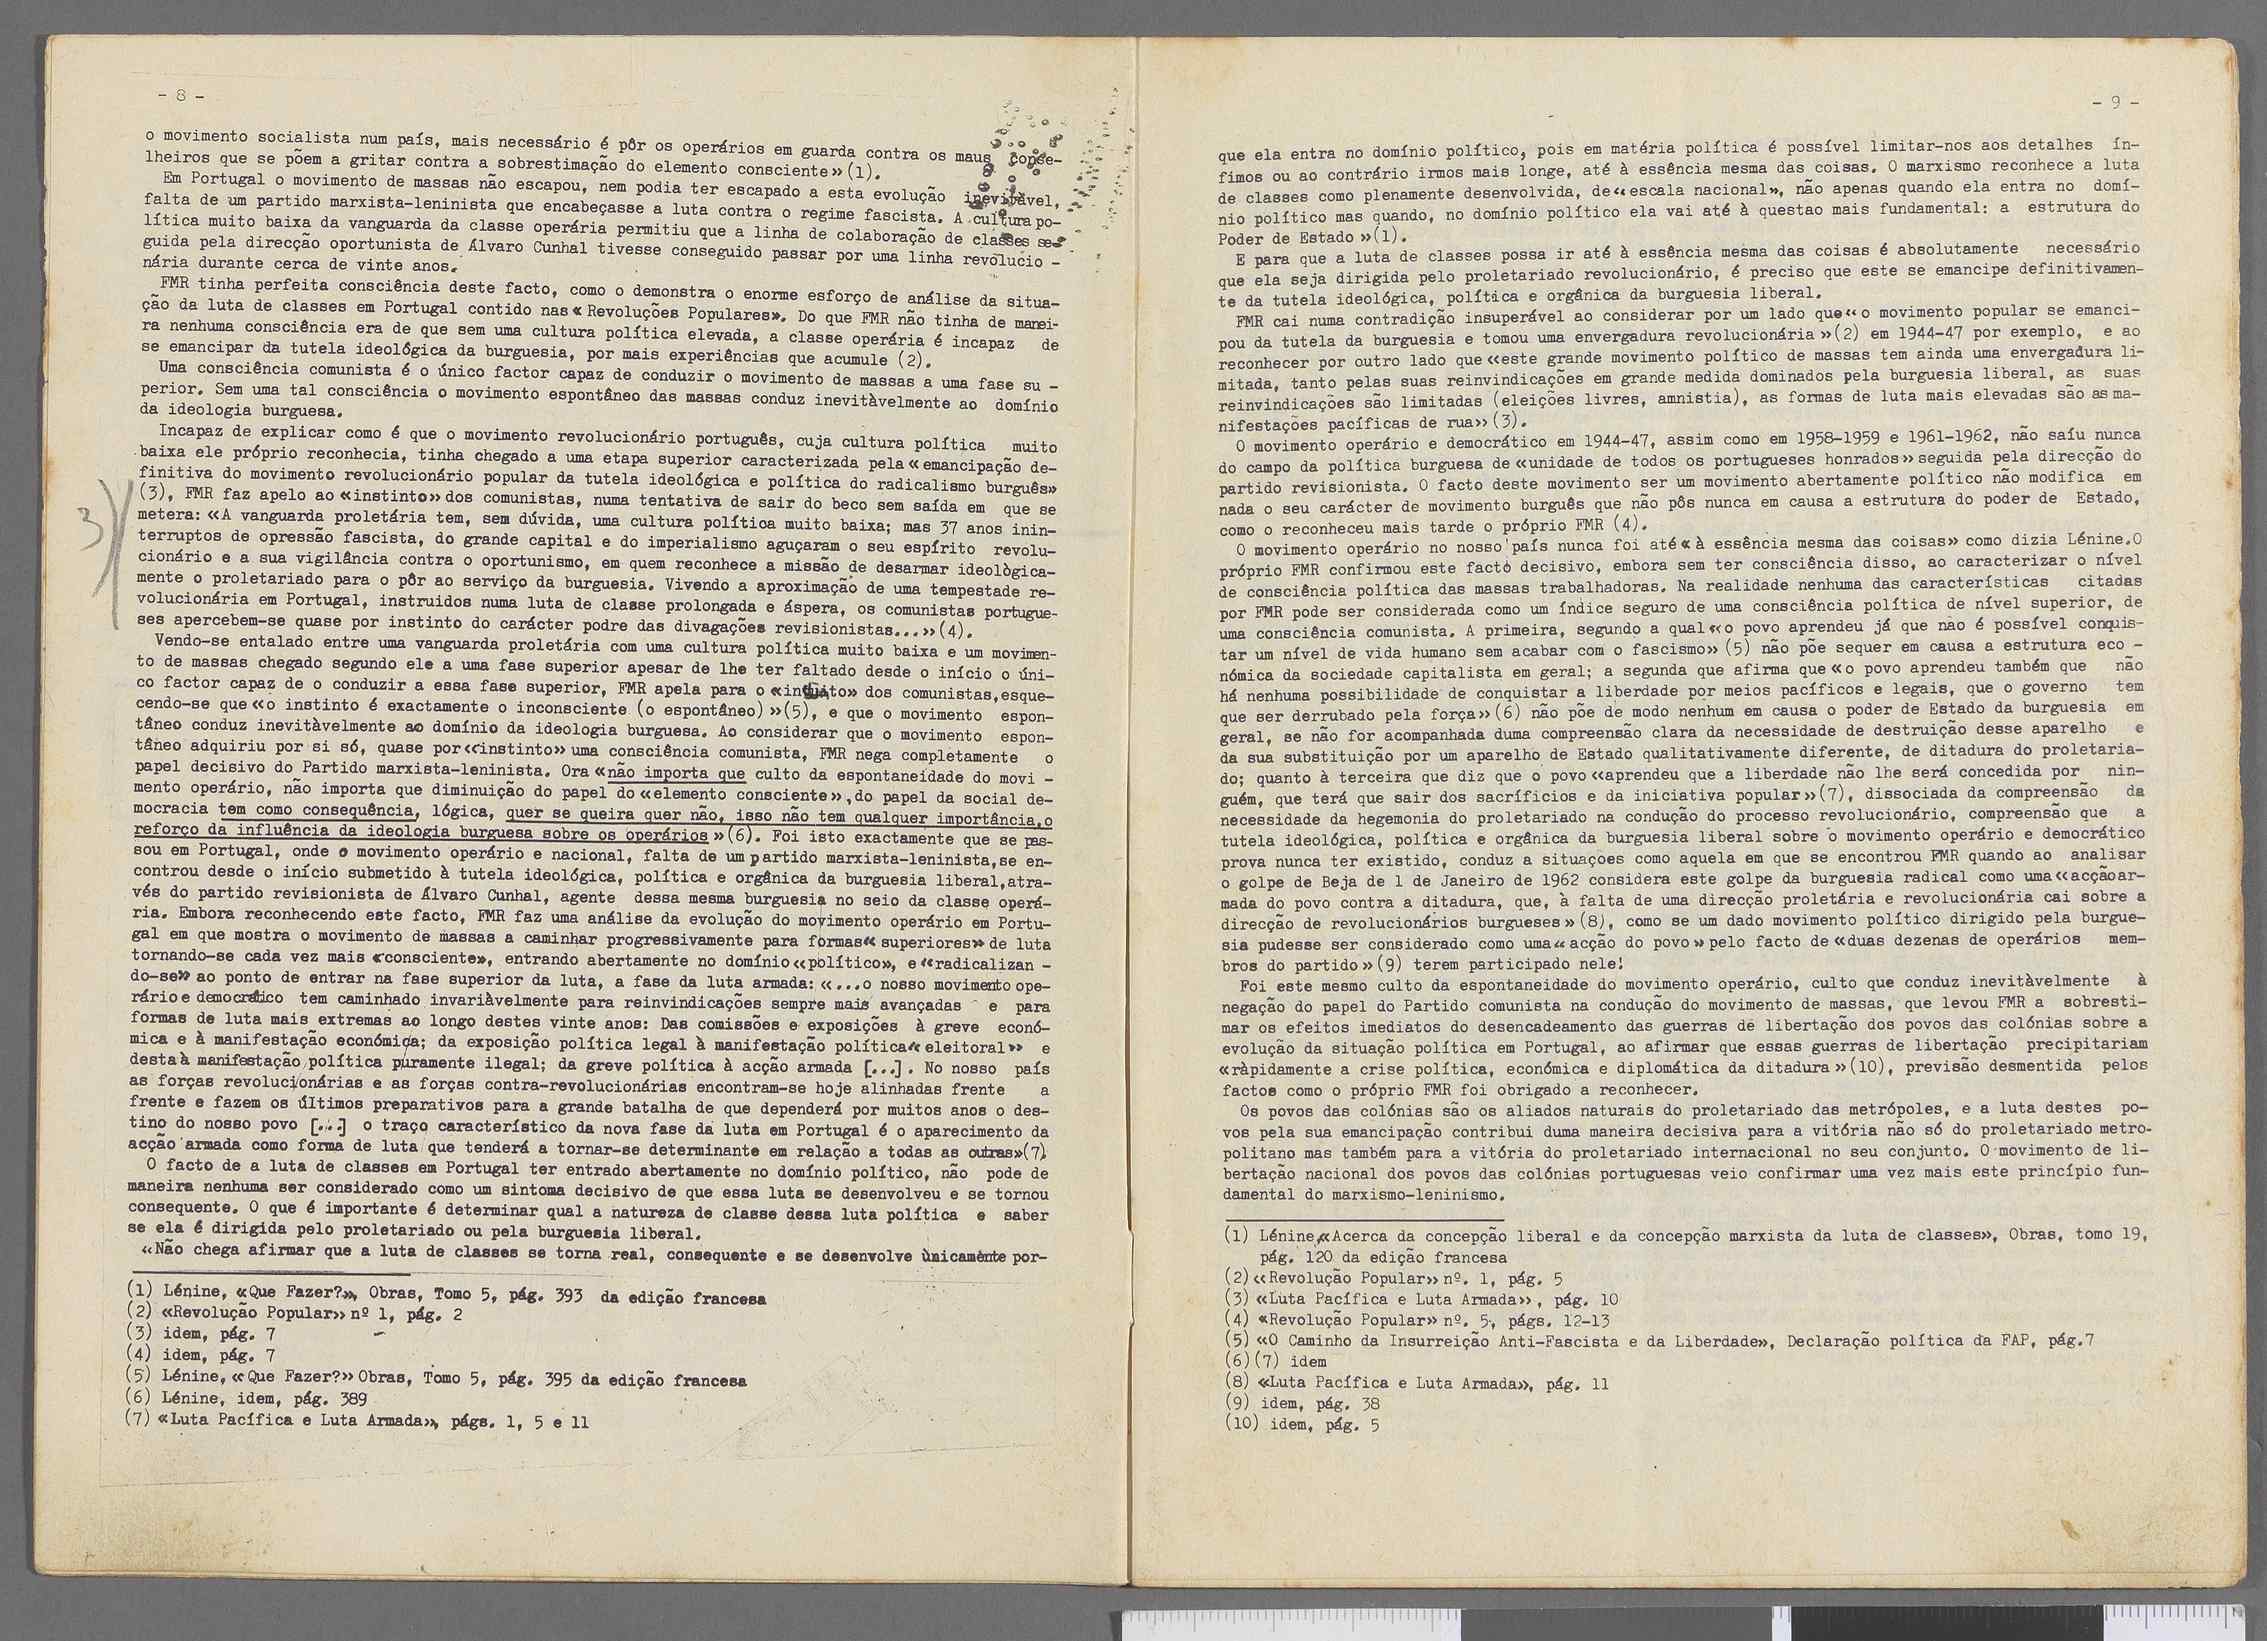 - 8 -
o movimento socialista num país, mais necessário é pôr os operários em guarda contra os maus conse-
lheiros que se põem a gritar contra a sobrestimação do elemento consciente» (1).
Em Portugal o movimento de massas não escapou, nem podia ter escapado a esta evolução inevitável,
falta de um partido marxista-leninista que encabeçasse a luta contra o regime fascista. A cultura po-
lítica muito baixa da vanguarda da classe operária permitiu que a linha de colaboração de classes se-
guida pela direcção oportunista de Álvaro Cunhal tivesse conseguido passar por uma linha revolucio -
nária durante cerca de vinte anos.
FMR tinha perfeita consciência deste facto, como o demonstra o enorme esforço de análise da situa-
ção da luta de classes em Portugal contido nas « Revoluções Populares». Do que FMR não tinha de manei-
ra nenhuma consciência era de que sem uma cultura política elevada, a classe operária é incapaz de
se emancipar da tutela ideológica da burguesia, por mais experiências que acumule (2).
Uma consciência comunista é o único factor capaz de conduzir o movimento de massas a uma fase su -
perior. Sem uma tal consciência o movimento espontâneo das massas conduz inevitàvelmente ao domínio
da ideologia burguesa.
Incapaz de explicar como é que o movimento revolucionário português, cuja cultura política muito
baixa ele próprio reconhecia, tinha chegado a uma etapa superior caracterizada pela « emancipação de-
finitiva do movimento revolucionário popular da tutela ideológica e política do radicalismo burguês»
(3), FMR faz apelo ao «instinto» dos comunistas, numa tentativa de sair do beco sem saída em que se
metera: «A vanguarda proletária tem, sem dúvida, uma cultura política muito baixa; mas 37 anos inin-
3)
terruptos de opressão fascista, do grande capital e do imperialismo aguçaram o seu espírito revolu-
cionário e a sua vigilância contra o oportunismo, em quem reconhece a missão de desarmar ideològica-
mente o proletariado para o pôr ao serviço da burguesia. Vivendo a aproximação de uma tempestade re-
volucionária em Portugal, instruidos numa luta de classe prolongada e áspera, os comunistas portugue-
ses apercebem-se quase por instinto do carácter podre das divagações revisionistas...» (4).
Vendo-se entalado entre uma vanguarda proletária com uma cultura política muito baixa e um movimen-
to de massas chegado segundo ele a uma fase superior apesar de lhe ter faltado desde o início o úni-
co factor capaz de o conduzir a essa fase superior, FMR apela para o dos comunistas, esque-
cendo-se que «o instinto é exactamente o inconsciente (o espontâneo) » (5), e que o movimento espon-
tâneo conduz inevitàvelmente ao domínio da ideologia burguesa. Ao considerar que o movimento espon-
tâneo adquiriu por si só, quase por «instinto» uma consciência comunista, FMR nega completamente o
papel decisivo do Partido marxista-leninista. Ora «não importa que culto da espontaneidade do movi -
mento operário, não importa que diminuição do papel do «elemento consciente», do papel da social de-
mocracia tem como consequência, lógica, quer se queira quer não, isso não tem qualquer importância, o
reforço da influência da ideologia burguesa sobre os operários » (6). Foi isto exactamente que se pas-
sou em Portugal, onde o movimento operário e nacional, falta de um partido marxista-leninista, se en-
controu desde o início submetido à tutela ideológica, política e orgânica da burguesia liberal, atra-
vés do partido revisionista de Álvaro Cunhal, agente dessa mesma burguesia no seio da classe operá-
ria. Embora reconhecendo este facto, FMR faz uma análise da evolução do movimento operário em Portu-
gal em que mostra o movimento de massas a caminhar progressivamente para formas « superiores» de luta
tornando-se cada vez mais «consciente», entrando abertamente no domínio «político», e «radicalizan -
do-se» ao ponto de entrar na fase superior da luta, a fase da luta armada: «...o nosso movimento ope-
rário e democrático tem caminhado invariàvelmente para reinvindicações sempre mais avançadas e para
formas de luta mais extremas ao longo destes vinte anos: Das comissões e exposições à greve econó-
mica e à manifestação económica; da exposição política legal à manifestação política « eleitoral» e
desta à manifestação política puramente ilegal; da greve política à acção armada [...]. No nosso país
as forças revolucionárias e as forças contra-revolucionárias encontram-se hoje alinhadas frente a
frente e fazem os últimos preparativos para a grande batalha de que dependerá por muitos anos o des-
tino do nosso povo [...] o traço característico da nova fase da luta em Portugal é o aparecimento da
acção armada como forma de luta que tenderá a tornar-se determinante em relação a todas as outras»(7)
O facto de a luta de classes em Portugal ter entrado abertamente no domínio político, não pode de
maneira nenhuma ser considerado como um sintoma decisivo de que essa luta se desenvolveu e se tornou
consequente. O que é importante é determinar qual a natureza de classe dessa luta política e saber
se ela é dirigida pelo proletariado ou pela burguesia liberal.
«Não chega afirmar que a luta de classes se torna real, consequente e se desenvolve ùnicamente por-
(1) Lénine, «Que Fazer?», Obras, Tomo 5, pág. 393 da edição francesa
(2) «Revolução Popular» nº 1, pág. 2
(3) idem, pág. 7
(4) idem, pág. 7
(5) Lénine, «Que Fazer?» Obras, Tomo 5, pág. 395 da edição francesa
(6) Lénine, idem, pág. 389
(7) «Luta Pacífica e Luta Armada», págs. 1, 5 e 11
- 9 -
que ela entra no domínio político, pois em matéria política é possível limitar-nos aos detalhes ín-
fimos ou ao contrário irmos mais longe, até à essência mesma das coisas. O marxismo reconhece a luta
de classes como plenamente desenvolvida, de « escala nacional», não apenas quando ela entra no domí-
nio político mas quando, no domínio político ela vai até à questao mais fundamental: a estrutura do
Poder de Estado » (1).
E para que a luta de classes possa ir até à essência mesma das coisas é absolutamente necessário
que ela seja dirigida pelo proletariado revolucionário, é preciso que este se emancipe definitivamen-
te da tutela ideológica, política e orgânica da burguesia liberal.
FMR cai numa contradição insuperável ao considerar por um lado que « o movimento popular se emanci-
pou da tutela da burguesia e tomou uma envergadura revolucionária » (2) em 1944-47 por exemplo, e ao
reconhecer por outro lado que «este grande movimento político de massas tem ainda uma envergadura li-
mitada, tanto pelas suas reinvindicações em grande medida dominados pela burguesia liberal, as suas
reinvindicações são limitadas (eleições livres, amnistia), as formas de luta mais elevadas são as ma-
nifestações pacíficas de rua» (3).
O movimento operário e democrático em 1944-47, assim como em 1958-1959 e 1961-1962, não saíu nunca
do campo da política burguesa de «unidade de todos os portugueses honrados» seguida pela direcção do
partido revisionista. O facto deste movimento ser um movimento abertamente político não modifica em
nada o seu carácter de movimento burguês que não pôs nunca em causa a estrutura do poder de Estado,
como o reconheceu mais tarde o próprio FMR (4).
O movimento operário no nosso país nunca foi até « à essência mesma das coisas» como dizia Lénine. O
próprio FMR confirmou este facto decisivo, embora sem ter consciência disso, ao caracterizar o nível
de consciência política das massas trabalhadoras. Na realidade nenhuma das características citadas
por FMR pode ser considerada como um índice seguro de uma consciência política de nível superior, de
uma consciência comunista. A primeira, segundo a qual «o povo aprendeu já que não é possível conquis-
tar um nível de vida humano sem acabar com o fascismo» (5) não põe sequer em causa a estrutura eco -
nómica da sociedade capitalista em geral; a segunda que afirma que «o povo aprendeu também que não
há nenhuma possibilidade de conquistar a liberdade por meios pacíficos e legais, que o governo tem
que ser derrubado pela força» (6) não põe de modo nenhum em causa o poder de Estado da burguesia em
geral, se não for acompanhada duma compreensão clara da necessidade de destruição desse aparelho e
da sua substituição por um aparelho de Estado qualitativamente diferente, de ditadura do proletaria-
do; quanto à terceira que diz que o povo «aprendeu que a liberdade não lhe será concedida por nin-
guém, que terá que sair dos sacríficios e da iniciativa popular» (7), dissociada da compreensão da
necessidade da hegemonia do proletariado na condução do processo revolucionário, compreensão que a
tutela ideológica, política e orgânica da burguesia liberal sobre o movimento operário e democrático
prova nunca ter existido, conduz a situações como aquela em que se encontrou FMR quando ao analisar
o golpe de Beja de 1 de Janeiro de 1962 considera este golpe da burguesia radical como uma «acção ar-
mada do povo contra a ditadura, que, à falta de uma direcção proletária e revolucionária cai sobre a
direcção de revolucionários burgueses » (8), como se um dado movimento político dirigido pela burgue-
sia pudesse ser considerado como uma « acção do povo » pelo facto de «duas dezenas de operários mem-
bros do partido » (9) terem participado nele!
Foi este mesmo culto da espontaneidade do movimento operário, culto que conduz inevitàvelmente à
negação do papel do Partido comunista na condução do movimento de massas, que levou FMR a sobresti-
mar os efeitos imediatos do desencadeamento das guerras de libertação dos povos das colónias sobre a
evolução da situação política em Portugal, ao afirmar que essas guerras de libertação precipitariam
«ràpidamente a crise política, económica e diplomática da ditadura » (10), previsão desmentida pelos
factos como o próprio FMR foi obrigado a reconhecer.
Os povos das colónias são os aliados naturais do proletariado das metrópoles, e a luta destes po-
vos pela sua emancipação contribui duma maneira decisiva para a vitória não só do proletariado metro-
politano mas também para a vitória do proletariado internacional no seu conjunto. O movimento de li-
bertação nacional dos povos das colónias portuguesas veio confirmar uma vez mais este princípio fun-
damental do marxismo-leninismo.
(1) Lénine, «Acerca da concepção liberal e da concepção marxista da luta de classes», Obras, tomo 19,
pág. 120 da edição francesa
(2) «Revolução Popular» nº. 1, pág. 5
(3) «Luta Pacífica e Luta Armada», pág. 10
(4) «Revolução Popular» nº. 5, págs. 12-13
(5) «O Caminho da Insurreição Anti-Fascista e da Liberdade», Declaração política da FAP, pág.7
(6)(7) idem
(8) «Luta Pacífica e Luta Armada», pág. 11
(9) idem, pág. 38
(10) idem, pág. 5